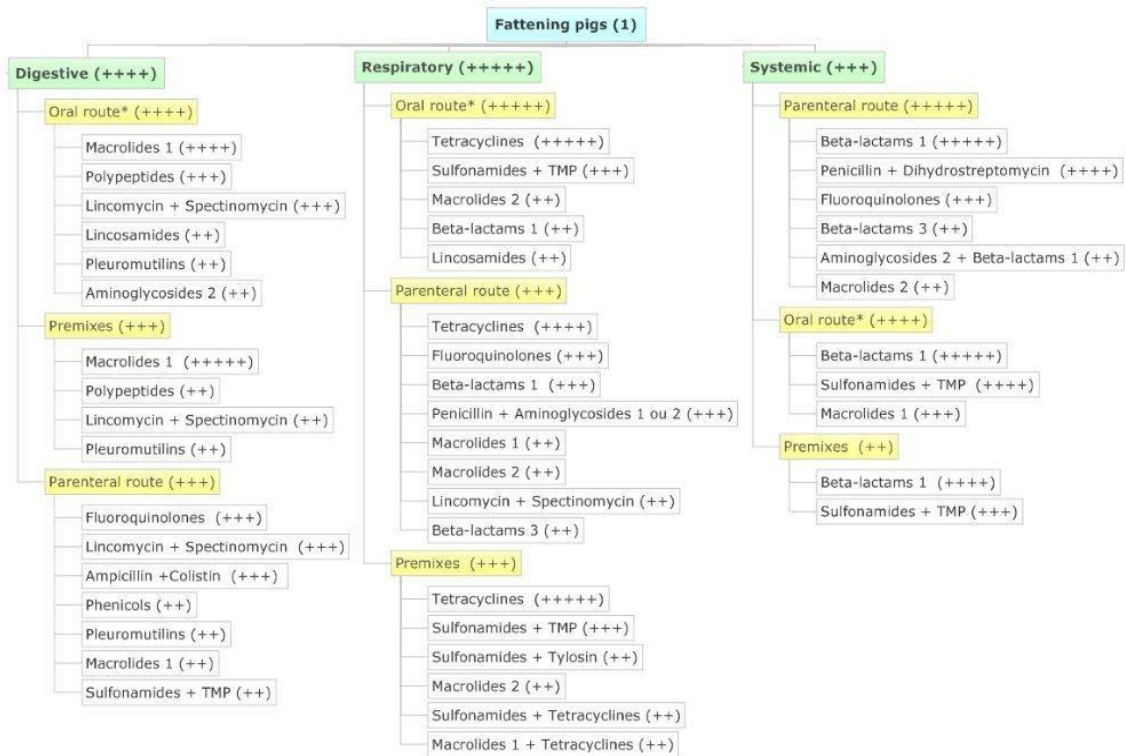 Fattening pigs (1)
Digestive (++++)
Oral route* (++++)
Macrolides 1 (++++)
Polypeptides (+++)
Lincomycin + Spectinomycin (+++)
Lincosamides (++)
Pleuromutilins (++)
Aminoglycosides 2 (++)
Premixes (+++)
Macrolides 1 (+++++)
Polypeptides (++)
Lincomycin + Spectinomycin (++)
Pleuromutilins (++)
Parenteral route (+++)
Fluoroquinolones (+++)
Lincomycin + Spectinomycin (+++)
Ampicillin +Colistin (+++)
Phenicols (++)
Pleuromutilins (++)
Macrolides 1 (++)
Sulfonamides + TMP (++)
Respiratory (+++++)
Oral route* (+++++)
Tetracyclines (+++++)
Sulfonamides + TMP (+++)
Macrolides 2 (++)
Beta-lactams 1 (++)
Lincosamides (++)
Parenteral route (+++)
Tetracyclines (++++)
Fluoroquinolones (+++)
Beta-lactams 1 (+++)
Penicillin + Aminoglycosides 1 ou 2 (+++)
Macrolides 1 (++)
Macrolides 2 (++)
Lincomycin + Spectinomycin (++)
Beta-lactams 3 (++)
Premixes (+++)
Tetracyclines (+++++)
Sulfonamides + TMP (+++)
Sulfonamides + Tylosin (++)
Macrolides 2 (++)
Sulfonamides + Tetracyclines (++)
Macrolides 1 + Tetracyclines (++)
Systemic (+++)
Parenteral route (+++++)
Beta-lactams 1 (+++++)
Penicillin + Dihydrostreptomycin (++++)
Fluoroquinolones (+++)
Beta-lactams 3 (++)
Aminoglycosides 2 + Beta-lactams 1 (++)
Macrolides 2 (++)
Oral route* (++++)
Beta-lactams 1 (+++++)
Sulfonamides + TMP (++++)
Macrolides 1 (+++)
Premixes (++)
Beta-lactams 1 (++++)
Sulfonamides + TMP (+++)